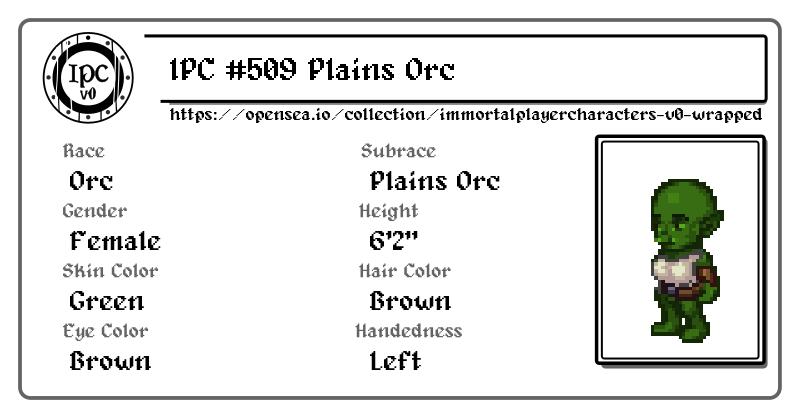 IPC
v0
IPC #509 Plains Orc
https://opensea.io/collection/immortalplayercharacters-v0-wrapped
Race
Orc
Subrace
Plains Orc
Gender
Female
Height
6'2"
Skin Color
Green
Hair Color
Brown
Eye Color
Brown
Handedness
Left